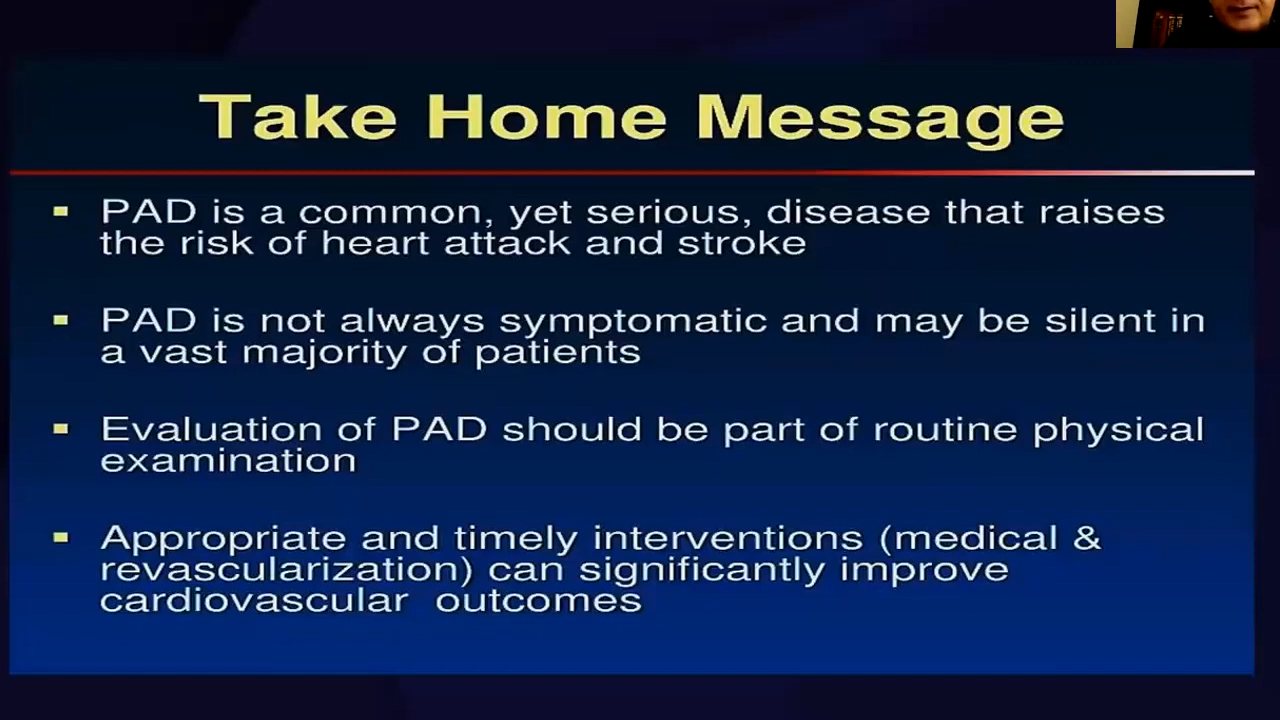 Take Home Message
PAD is a common, yet serious, disease that raises
the risk of heart attack and stroke
PAD is not always symptomatic and may be silent in
a vast majority of patients
Evaluation of PAD should be part of routine physical
examination
Appropriate and timely interventions (medical &
revascularization) can significantly improve
cardiovascular outcomes